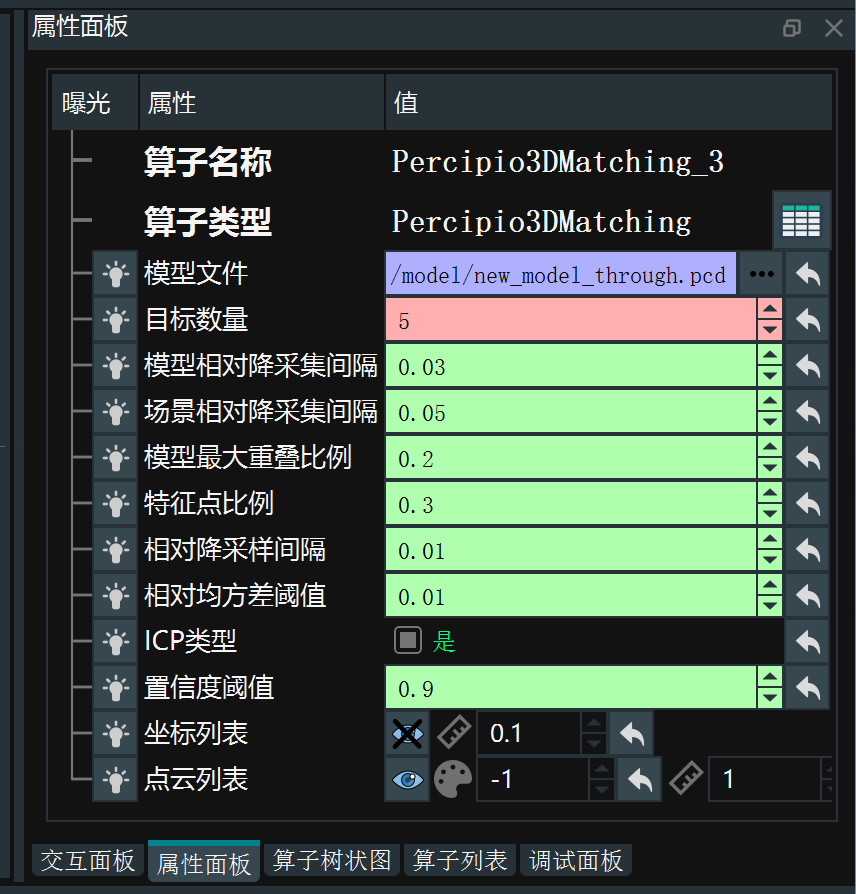 属性面板
曝光 属性 值
算子名称 Percipio3DMatching_3
算子类型 Percipio3DMatching
模型文件 /model/new_model_through.pcd
目标数量 5
模型相对降采集间隔 0.03
场景相对降采集间隔 0.05
模型最大重叠比例 0.2
特征点比例 0.3
相对降采样间隔 0.01
相对均方差阈值 0.01
ICP类型 是
置信度阈值 0.9
坐标列表 0.1
点云列表 -1 1
交互面板 属性面板 算子树状图 算子列表 调试面板